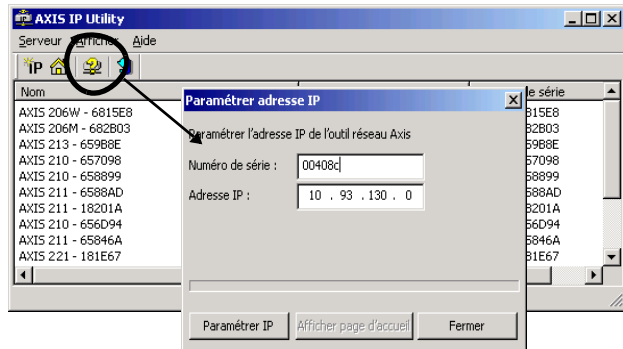 AXIS IP Utility
Serveur Afficher Aide
IP
Nom
le série
AXIS 206W - 6815E8
AXIS 206M - 682B03
AXIS 213 - 659B8E
AXIS 210 - 657098
AXIS 210 - 658899
AXIS 211 - 6588AD
AXIS 211 - 18201A
AXIS 210 - 656D94
AXIS 211 - 65846A
AXIS 221 - 181E67
815E8
82B03
59B8E
57098
58899
588AD
8201A
56D94
5846A
81E67
Paramétrer adresse IP
Paramétrer l'adresse IP de l'outil réseau Axis
Numéro de série : 00408c
Adresse IP : 10 . 93 .130 . 0
Paramétrer IP Afficher page d'accueil Fermer